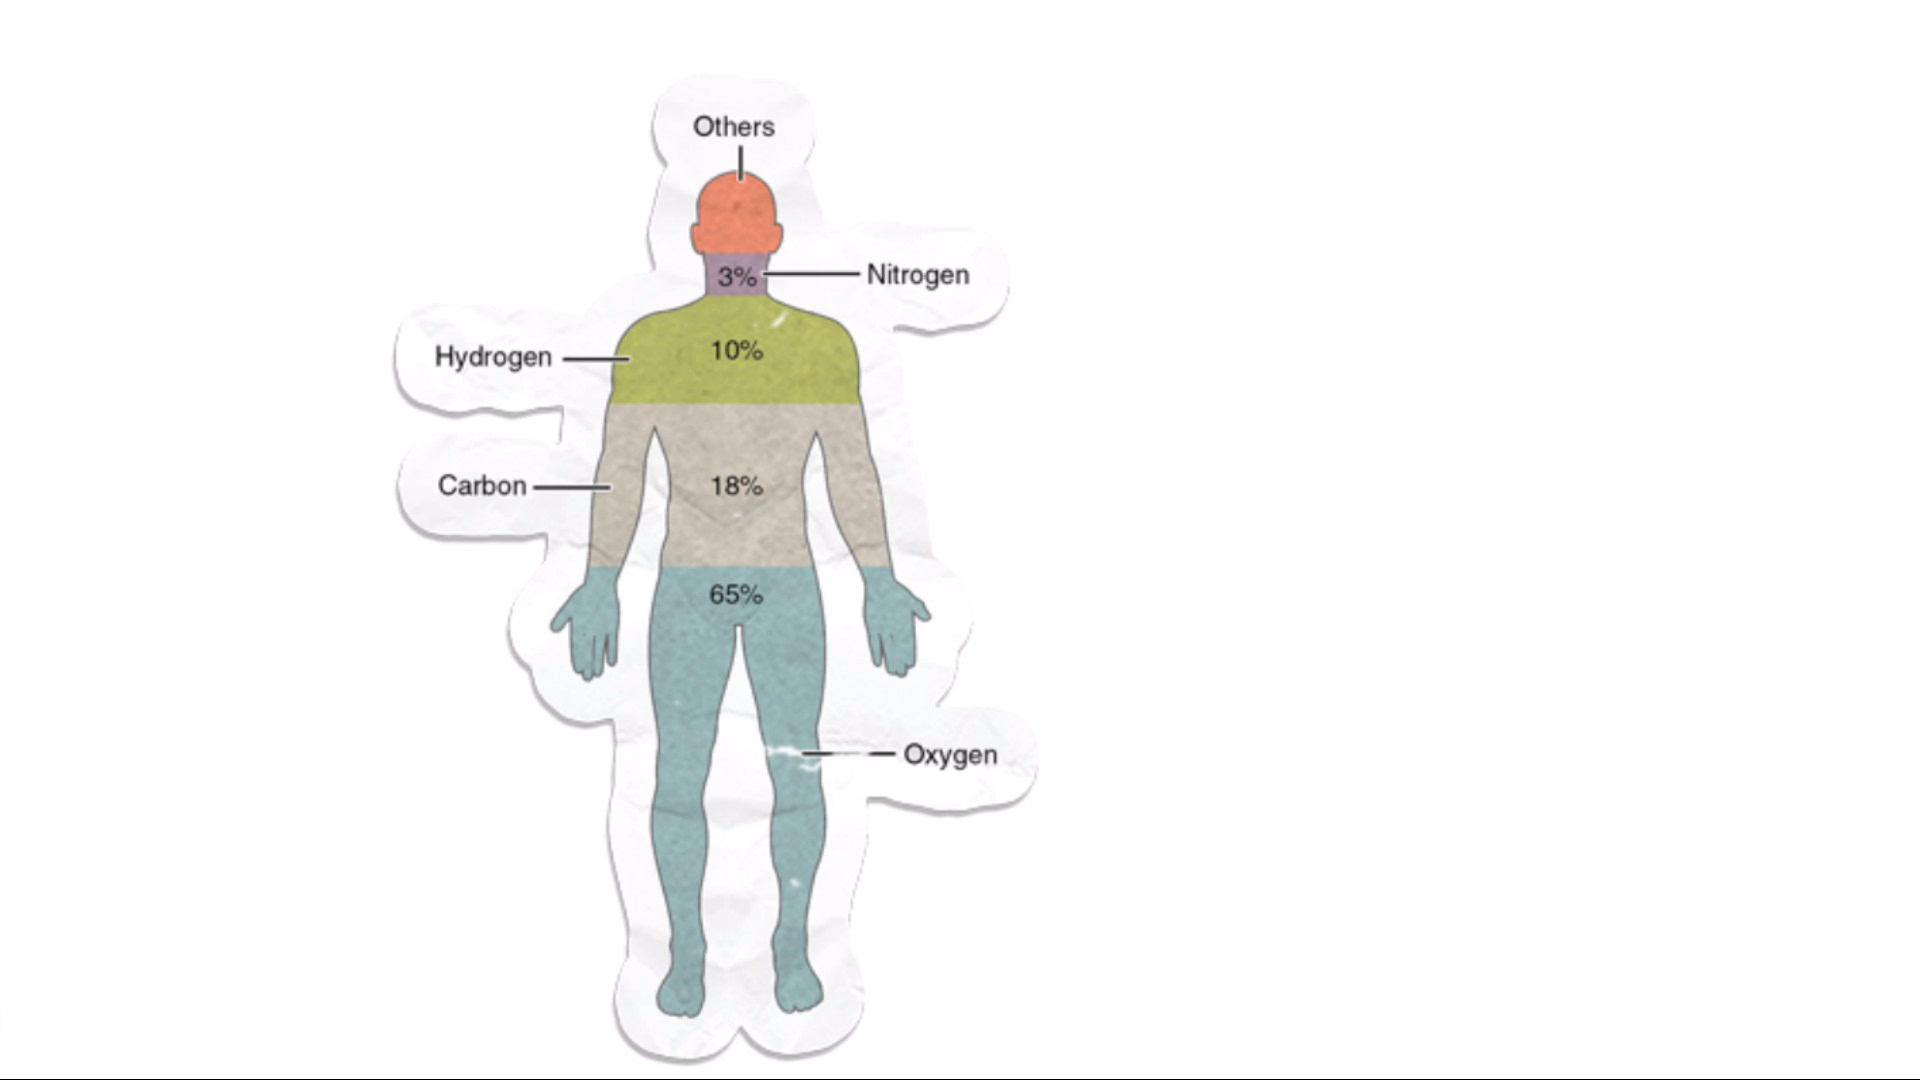 Others
3%
Nitrogen
10%
Hydrogen
18%
Carbon
65%
Oxygen